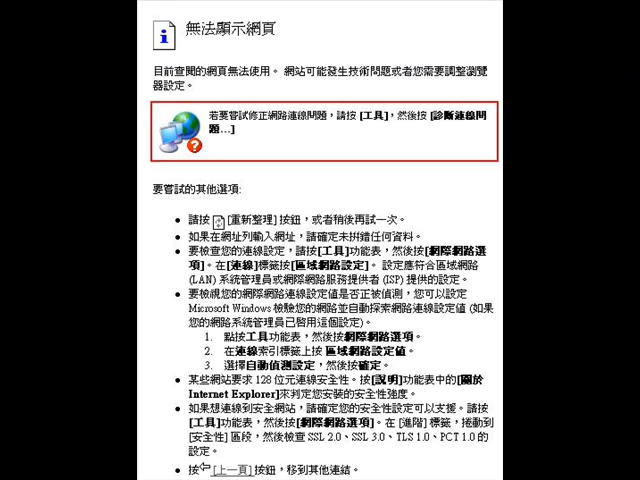 無法顯示網頁
目前查閱的網頁無法使用。 網站可能發生技術問題或者您需要調整瀏覽
器設定。
若要嘗試修正網路連線問題，請按 [工具]，然後按 [診斷連線問
題...]
要嘗試的其他選項:
• 請按 [重新整理] 按鈕，或者稍後再試一次。
• 如果在網址列輸入網址，請確定未拼錯任何資料。
• 要檢查您的連線設定，請按[工具]功能表，然後按[網際網路選
項]。在[連線]標籤按[區域網路設定]。 設定應符合區域網路
(LAN) 系統管理員或網際網路服務提供者 (ISP) 提供的設定。
• 要檢視您的網際網路連線設定值是否正被偵測，您可以設定
Microsoft Windows 檢驗您的網路並自動探索網路連線設定值 (如果
您的網路系統管理員已啓用這個設定)。
1. 點按工具功能表，然後按網際網路選項。
2. 在連線索引標籤上按 區域網路設定值。
3. 選擇自動偵測設定，然後按確定。
• 某些網站要求 128 位元連線安全性。按[說明]功能表中的[關於
Internet Explorer]來判定您安裝的安全性強度。
• 如果想連線到安全網站，請確定您的安全性設定可以支援。請按
[工具]功能表，然後按[網際網路選項]。在 [進階] 標籤，捲動到
[安全性] 區段，然後檢查 SSL 2.0、SSL 3.0、TLS 1.0、PCT 1.0 的
設定。
• 按 [上一頁] 按鈕，移到其他連結。